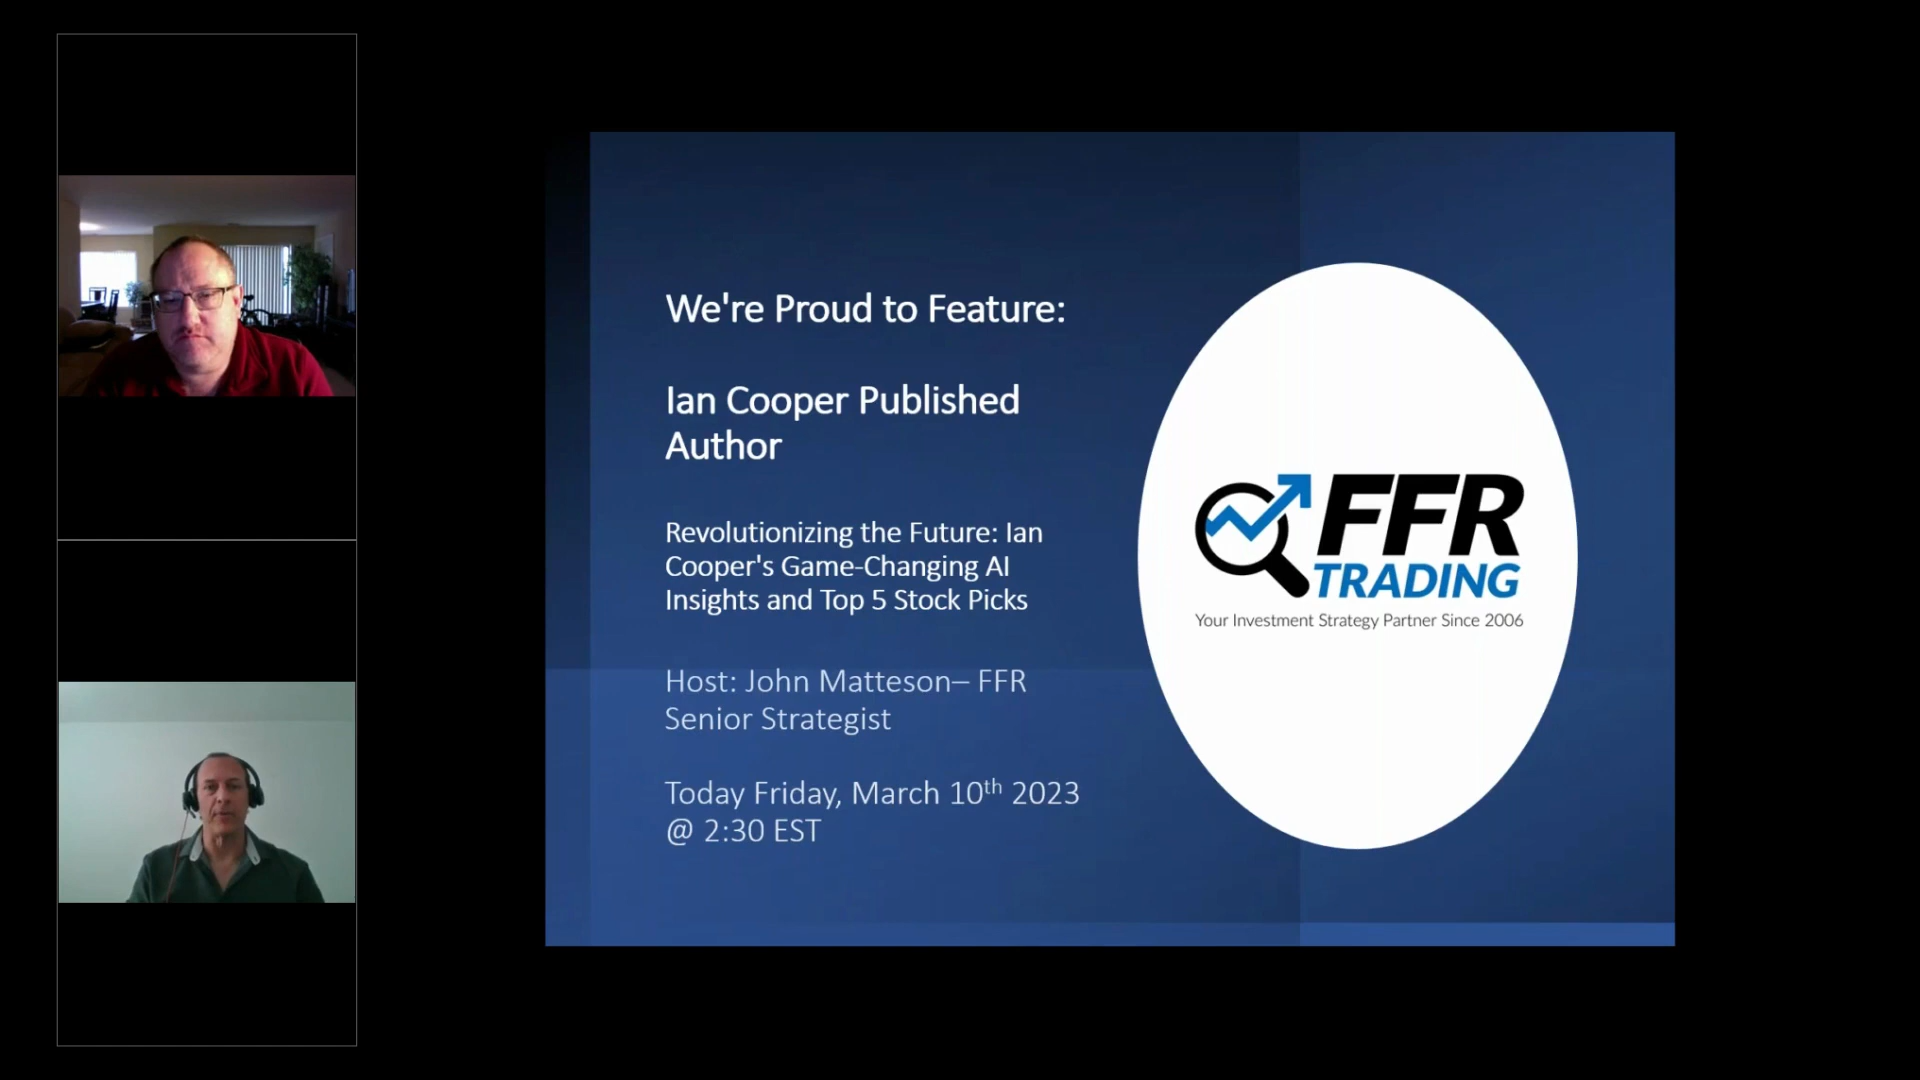 We're Proud to Feature:
Ian Cooper Published
Author
Revolutionizing the Future: Ian
Cooper's Game-Changing AI
Insights and Top 5 Stock Picks
Host: John Matteson– FFR
Senior Strategist
Today Friday, March 10th 2023
@ 2:30 EST
FFR
TRADING
Your Investment Strategy Partner Since 2006